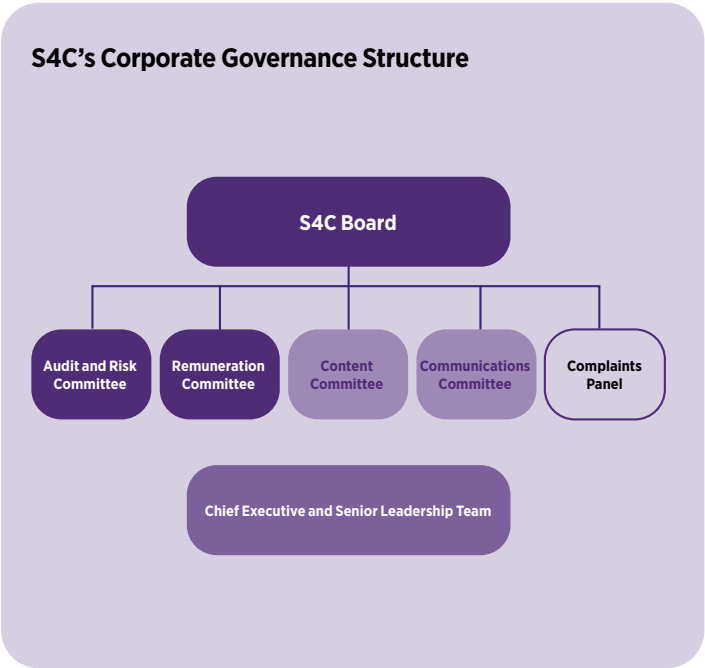 S4C’s Corporate Governance Structure
S4C Board
Audit and Risk
Committee
Remuneration
Committee
Content
Committee
Communications
Committee
Complaints
Panel
Chief Executive and Senior Leadership Team